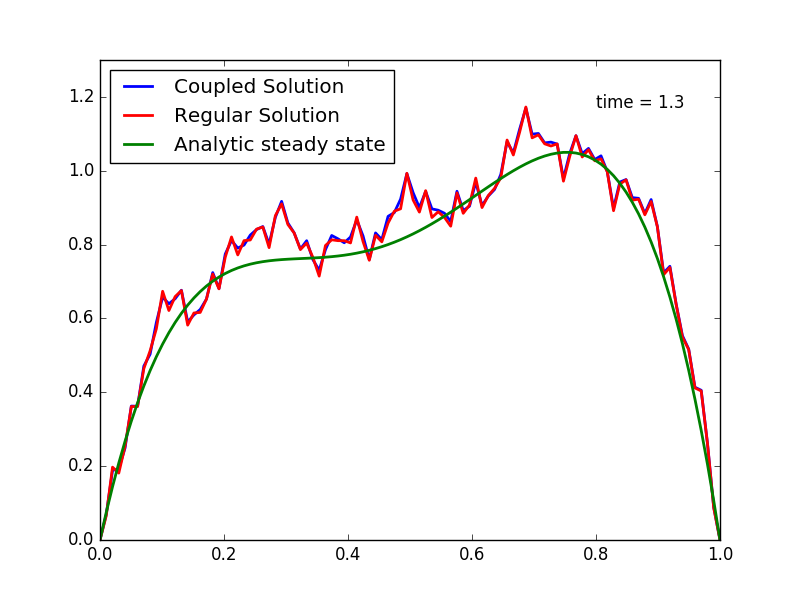 Coupled Solution
Regular Solution
Analytic steady state
time = 1.3
1.2
1.0
0.8
0.6
0.4
0.2
0.0
0.0 0.2 0.4 0.6 0.8 1.0